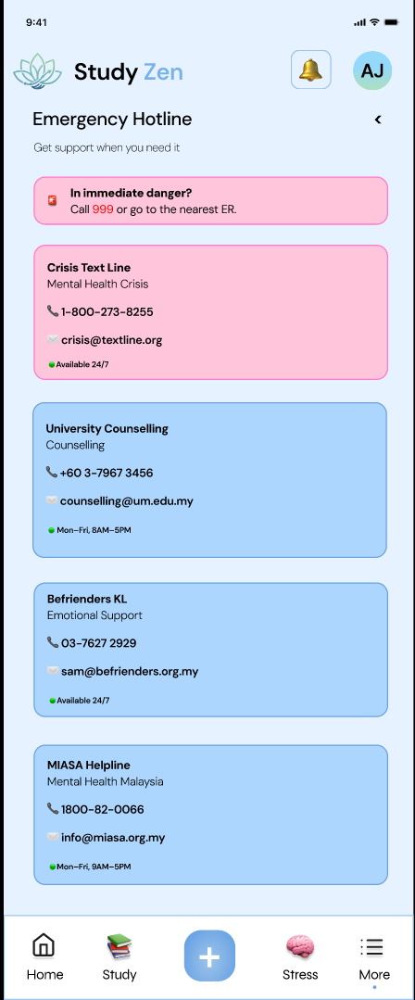 9:41
Study Zen
AJ
Emergency Hotline
Get support when you need it
In immediate danger?
Call 999 or go to the nearest ER.
Crisis Text Line
Mental Health Crisis
1-800-273-8255
crisis@textline.org
Available 24/7
University Counselling
Counselling
+60 3-7967 3456
counselling@um.edu.my
Mon–Fri, 8AM–5PM
Befrienders KL
Emotional Support
03-7627 2929
sam@befrienders.org.my
Available 24/7
MIASA Helpline
Mental Health Malaysia
1800-82-0066
info@miasa.org.my
Mon–Fri, 9AM–5PM
Home Study Stress More